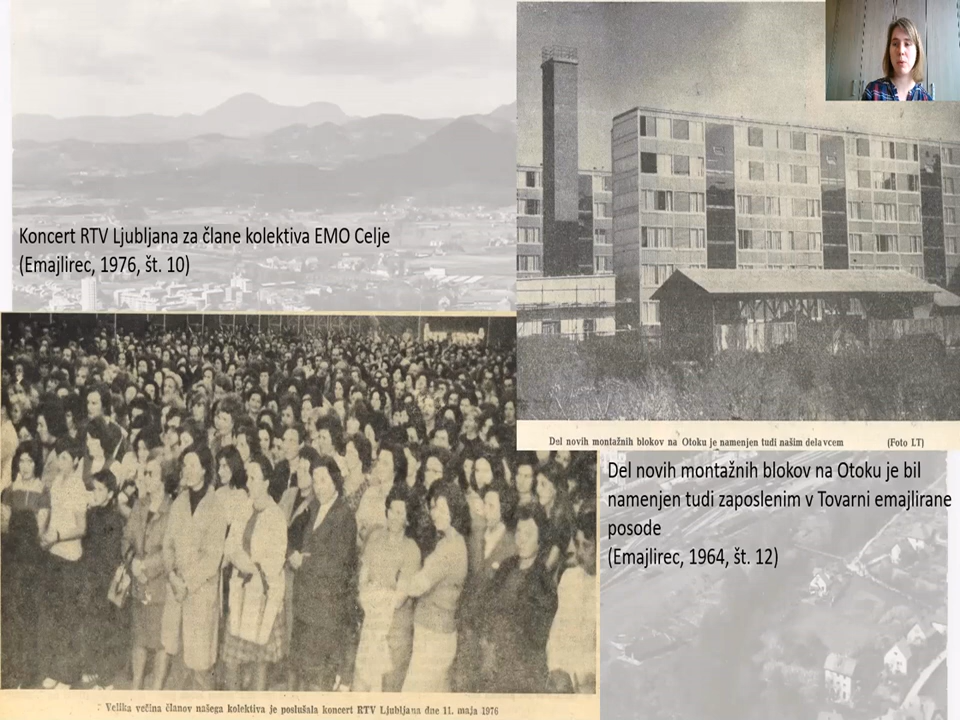 Koncert RTV Ljubljana za člane kolektiva EMO Celje
(Emajlirec, 1976, št. 10)
Velika večina članov našega kolektiva je poslušala koncert RTV Ljubljana dne 11. maja 1976
Del novih montažnih blokov na Otoku je namenjen tudi našim delavcem (Foto LT)
Del novih montažnih blokov na Otoku je bil
namenjen tudi zaposlenim v Tovarni emajlirane
posode
(Emajlirec, 1964, št. 12)